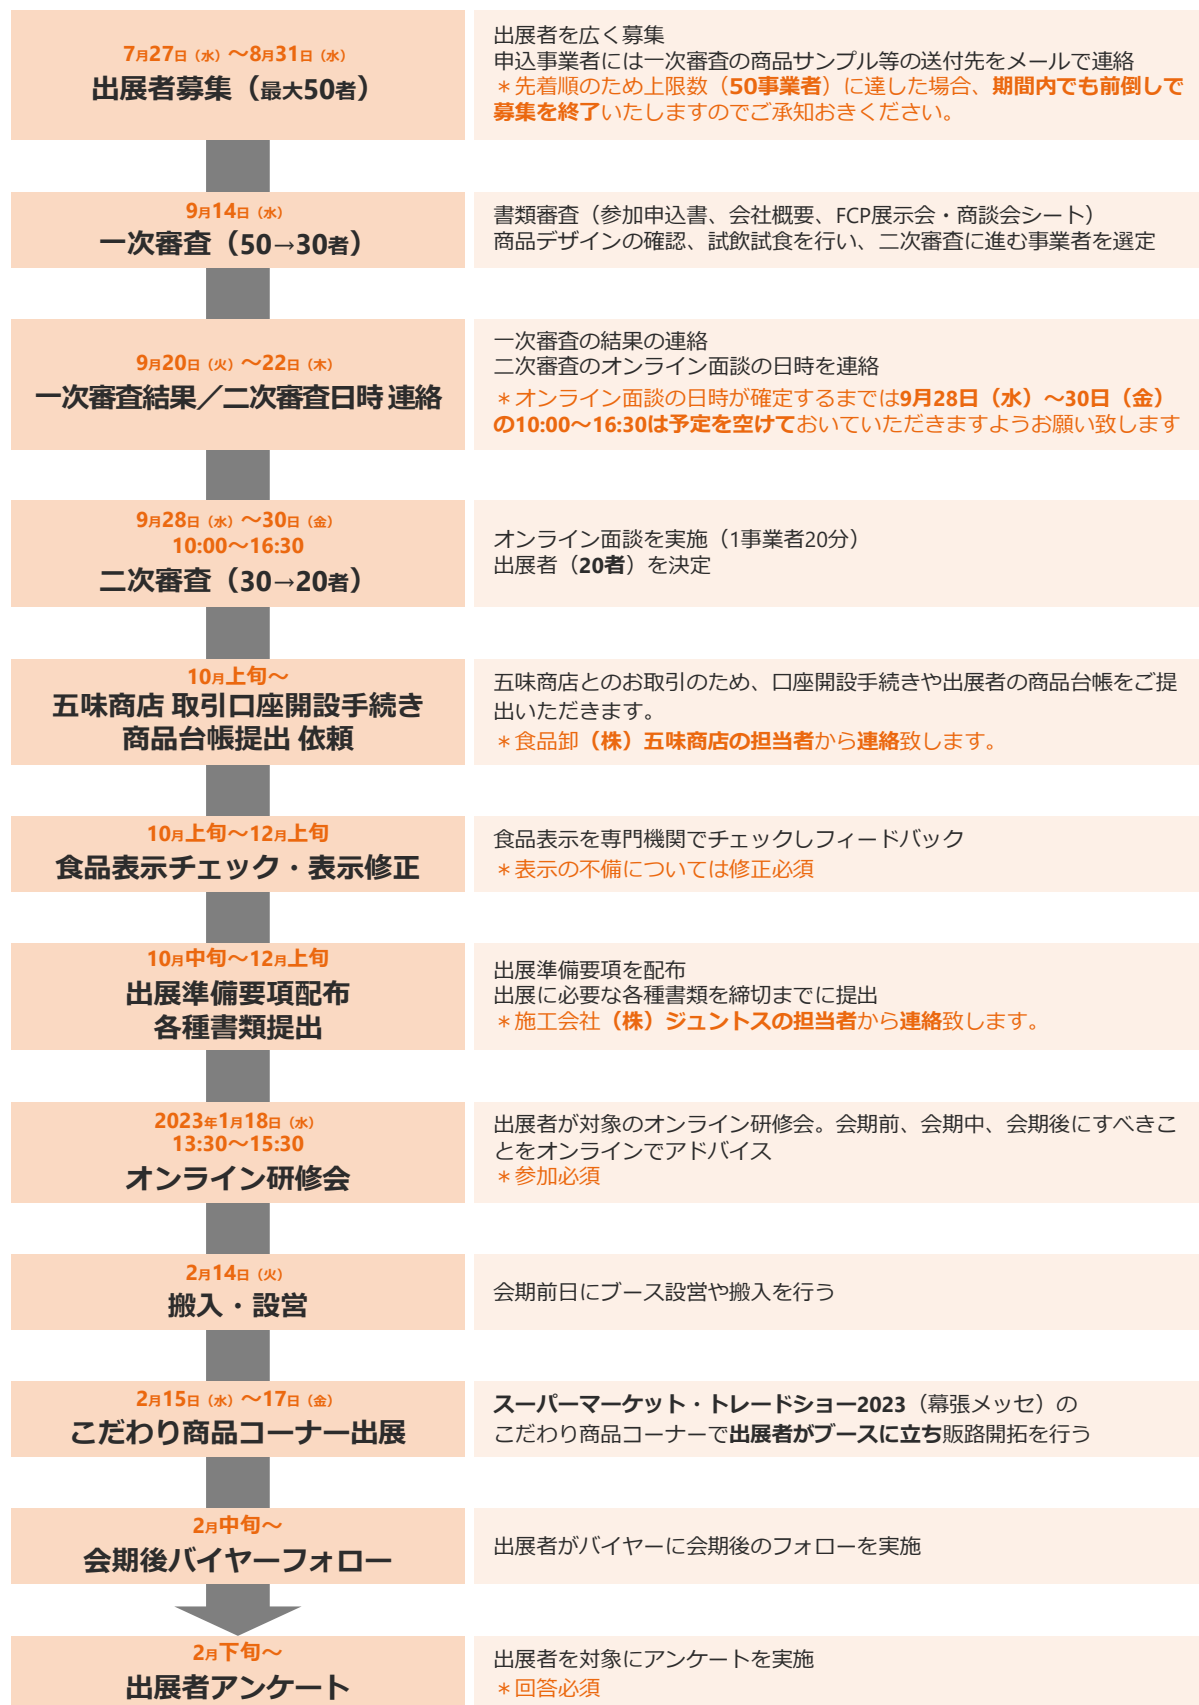 7月27日（水）～8月31日（水）
出展者募集（最大50者）
出展者を広く募集
申込事業者には一次審査の商品サンプル等の送付先をメールで連絡
＊先着順のため上限数（50事業者）に達した場合、期間内でも前倒しで
募集を終了いたしますのでご承知おきください。
9月14日（水）
一次審査（50→30者）
書類審査（参加申込書、会社概要、FCP展示会・商談会シート）
商品デザインの確認、試飲試食を行い、二次審査に進む事業者を選定
9月20日（火）～22日（木）
一次審査結果／二次審査日時 連絡
一次審査の結果の連絡
二次審査のオンライン面談の日時を連絡
＊オンライン面談の日時が確定するまでは9月28日（水）～30日（金）
の10:00～16:30は予定を空けておいていただきますようお願い致します
9月28日（水）～30日（金）
10:00～16:30
二次審査（30→20者）
オンライン面談を実施（1事業者20分）
出展者（20者）を決定
10月上旬～
五味商店 取引口座開設手続き
商品台帳提出 依頼
五味商店とのお取引のため、口座開設手続きや出展者の商品台帳をご提
出いただきます。
＊食品卸（株）五味商店の担当者から連絡致します。
10月上旬～12月上旬
食品表示チェック・表示修正
食品表示を専門機関でチェックしフィードバック
＊表示の不備については修正必須
10月中旬～12月上旬
出展準備要項配布
各種書類提出
出展準備要項を配布
出展に必要な各種書類を締切までに提出
＊施工会社（株）ジュントスの担当者から連絡致します。
2023年1月18日（水）
13:30～15:30
オンライン研修会
出展者が対象のオンライン研修会。会期前、会期中、会期後にすべきこ
とをオンラインでアドバイス
＊参加必須
2月14日（火）
搬入・設営
会期前日にブース設営や搬入を行う
2月15日（水）～17日（金）
こだわり商品コーナー出展
スーパーマーケット・トレードショー2023（幕張メッセ）の
こだわり商品コーナーで出展者がブースに立ち販路開拓を行う
2月中旬～
会期後バイヤーフォロー
出展者がバイヤーに会期後のフォローを実施
2月下旬～
出展者アンケート
出展者を対象にアンケートを実施
＊回答必須